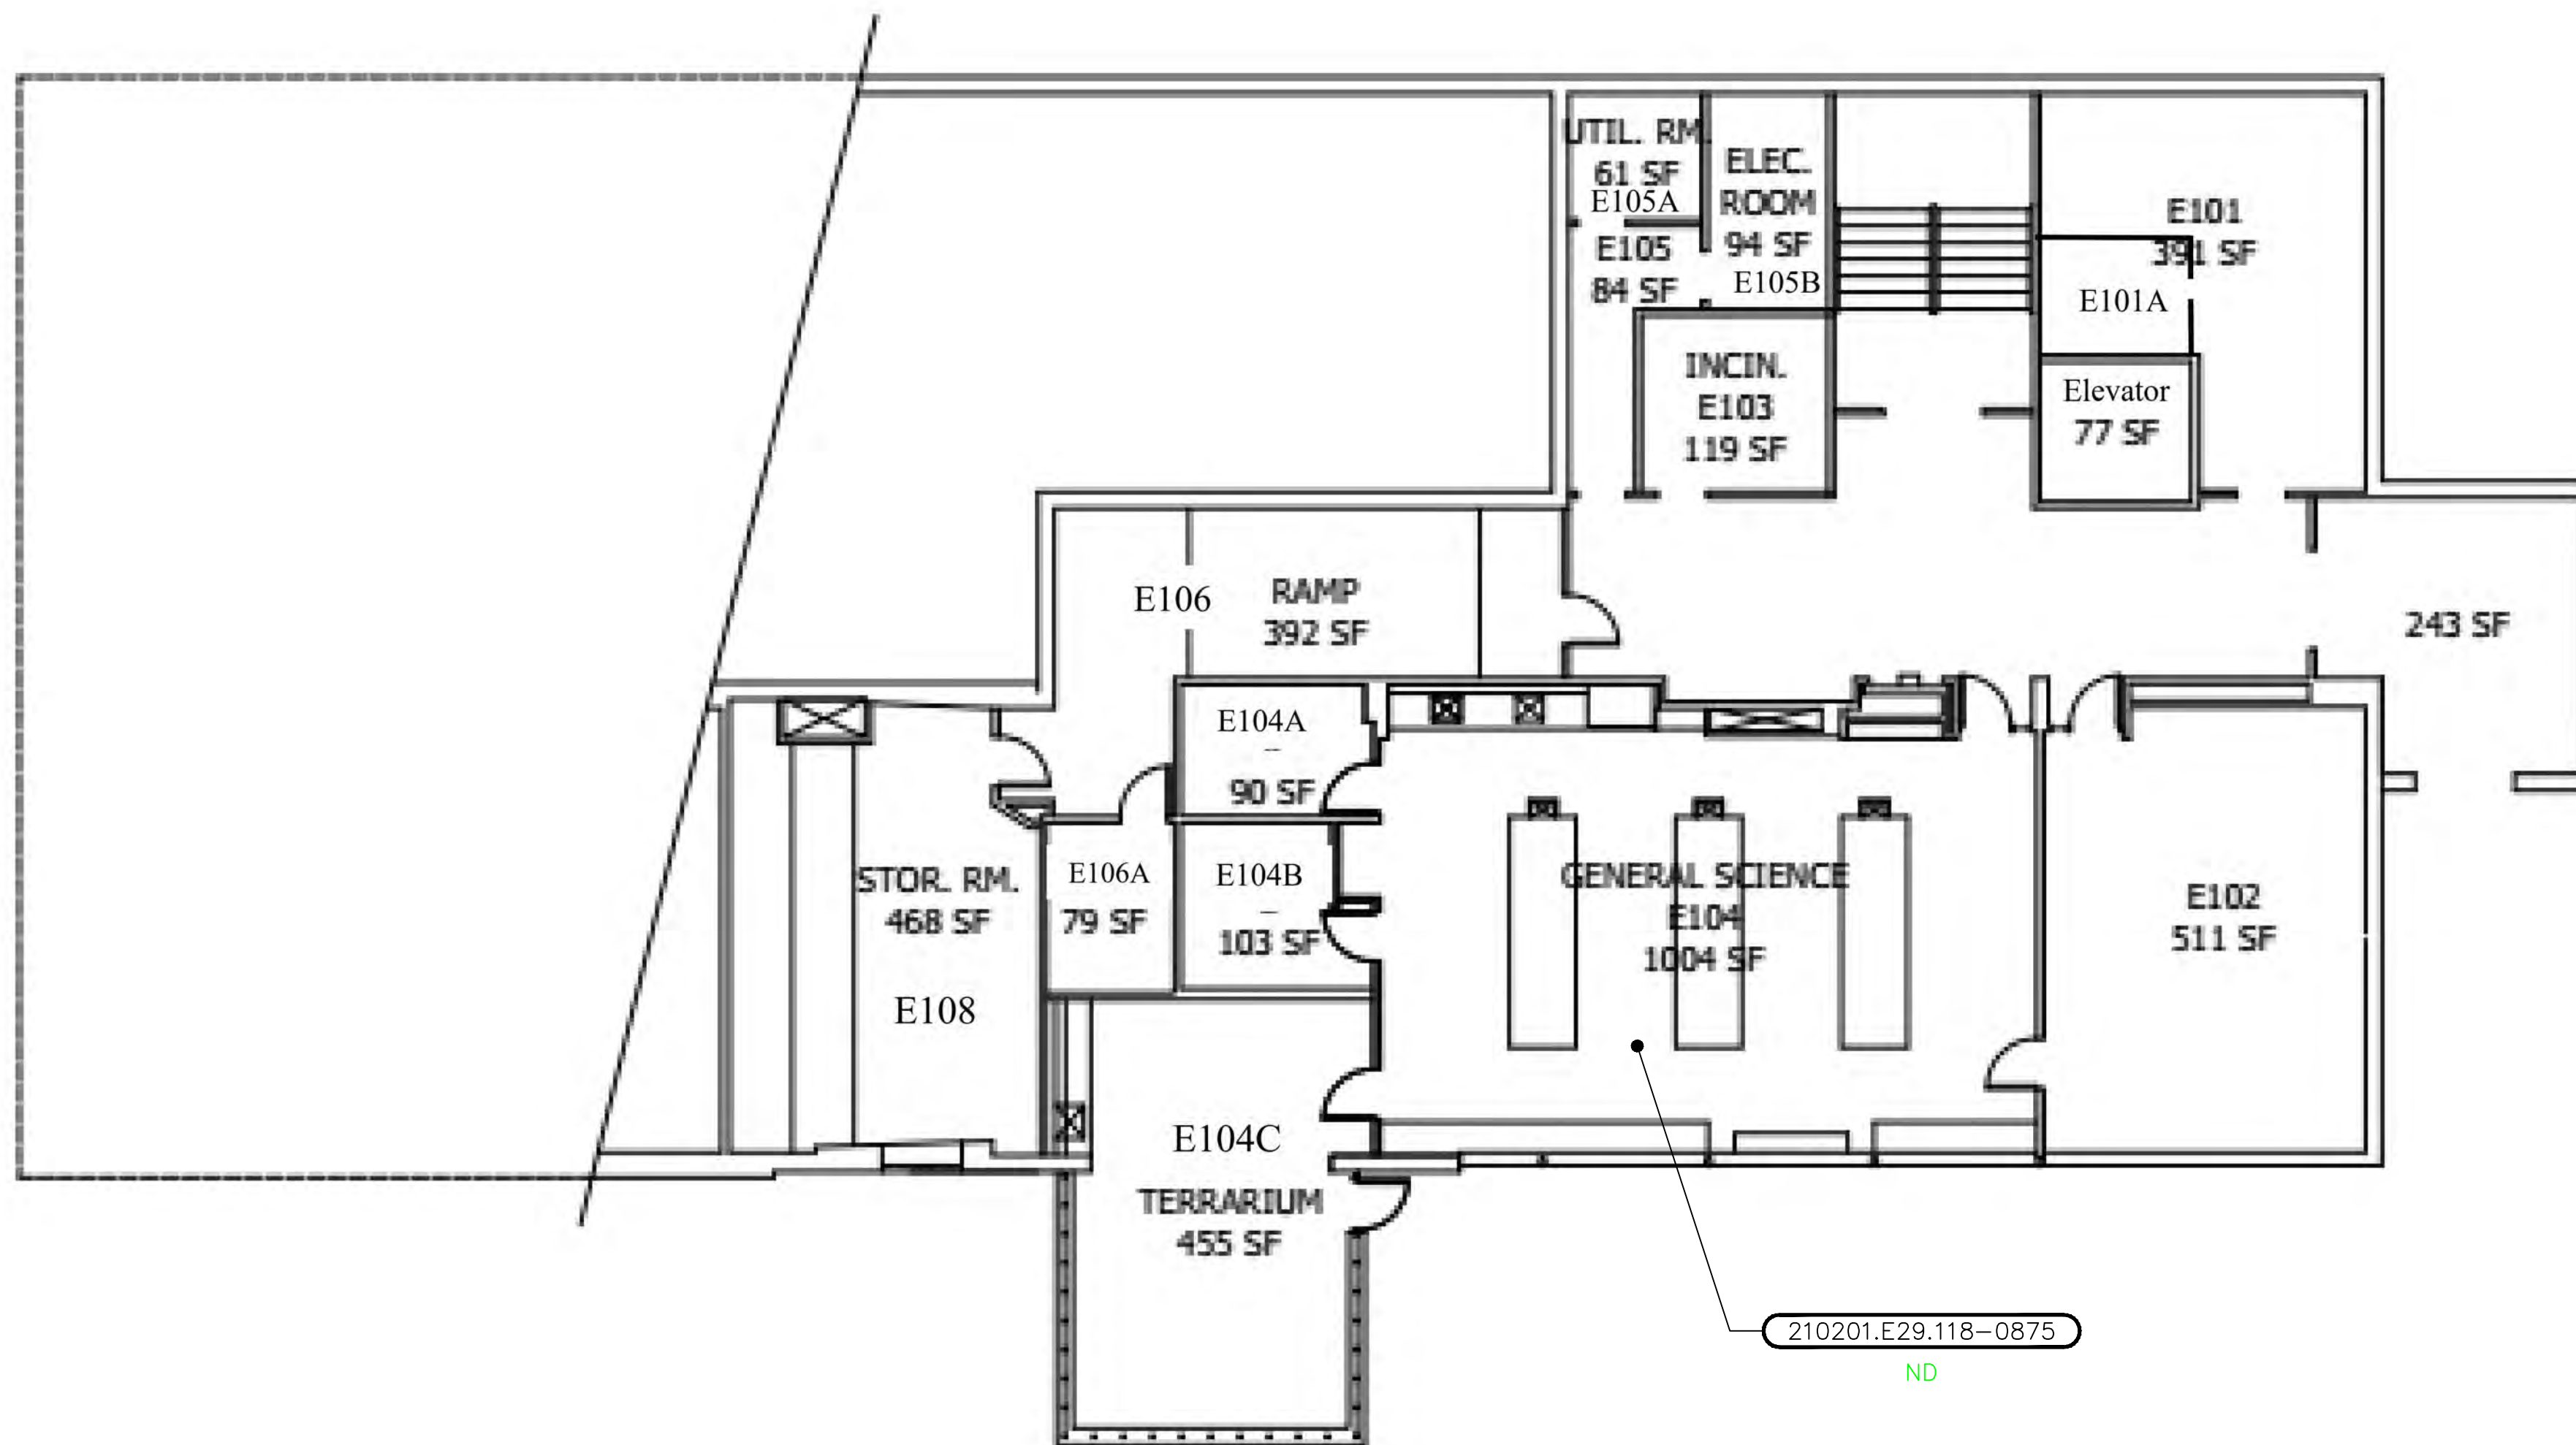 UTIL. RM.
61 SF
E105A
ELEC.
ROOM
94 SF
E105B
E105
84 SF
E101
391 SF
E101A
Elevator
77 SF
INCIN.
E103
119 SF
E106
RAMP
392 SF
243 SF
E104A
90 SF
E106A
79 SF
E104B
103 SF
STOR. RM.
468 SF
E108
GENERAL SCIENCE
E104
1004 SF
E102
511 SF
E104C
TERRARIUM
455 SF
210201.E29.118-0875
ND